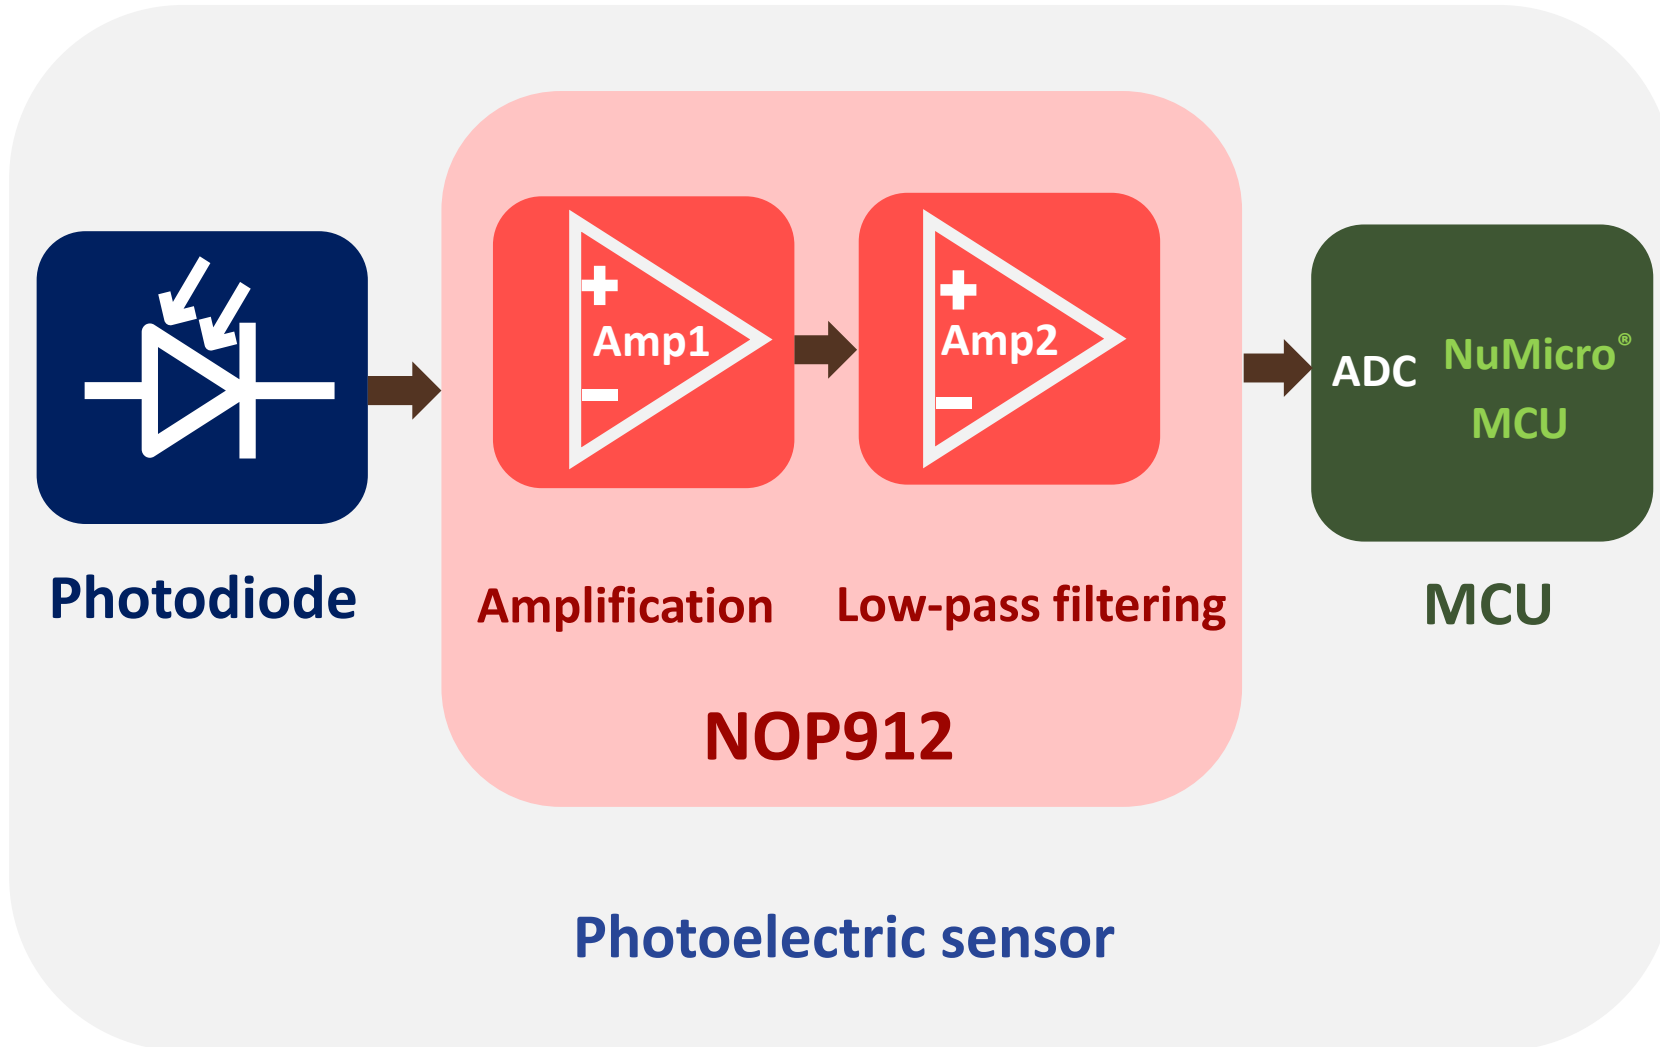 Amp1
Amp2
ADC
NuMicro®
MCU
Photodiode
Amplification
Low-pass filtering
MCU
NOP912
Photoelectric sensor